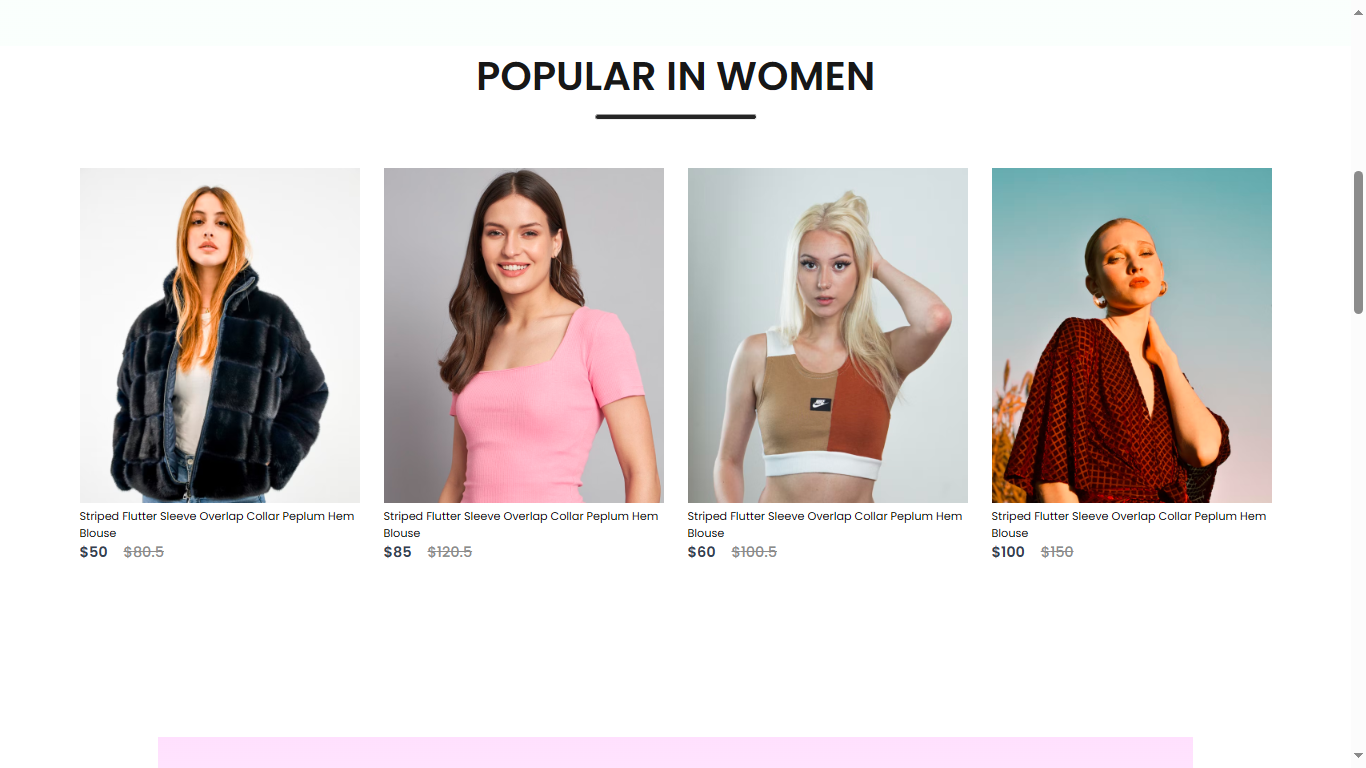 POPULAR IN WOMEN
Striped Flutter Sleeve Overlap Collar Peplum Hem
Blouse
$50 $80.5
Striped Flutter Sleeve Overlap Collar Peplum Hem
Blouse
$85 $120.5
Striped Flutter Sleeve Overlap Collar Peplum Hem
Blouse
$60 $100.5
Striped Flutter Sleeve Overlap Collar Peplum Hem
Blouse
$100 $150